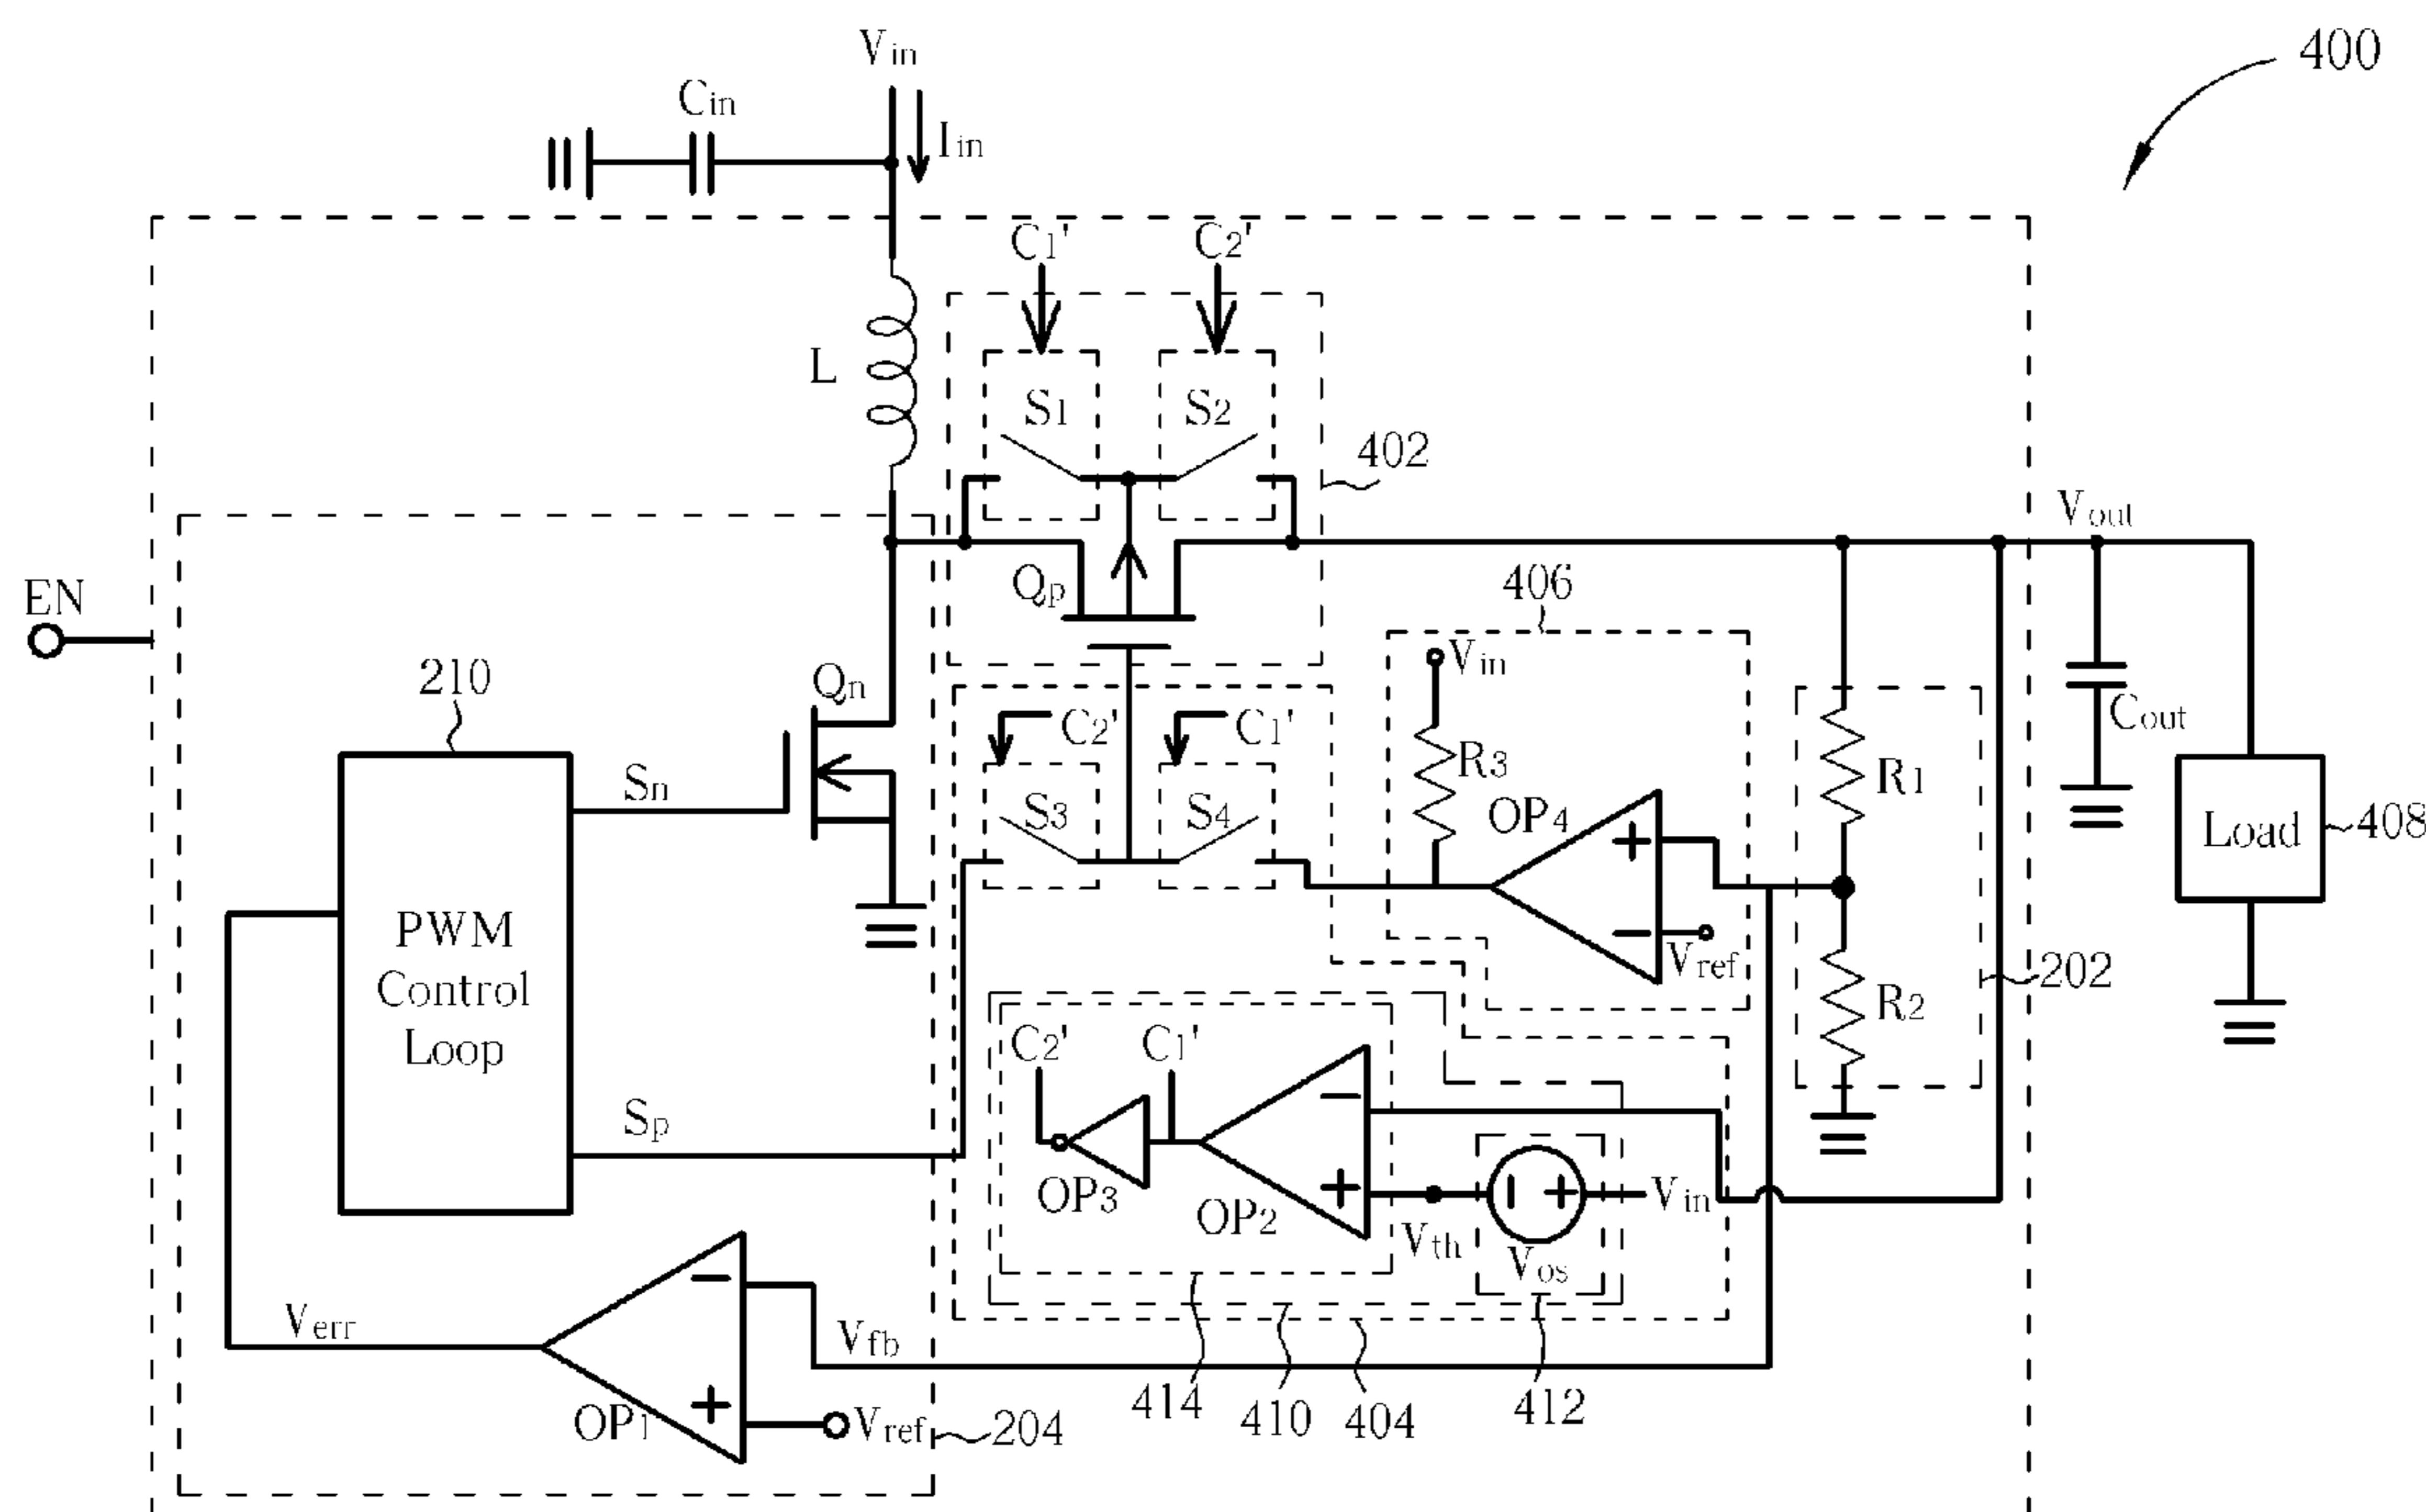 400
Vin
Cin
Iin
C1'
C2'
L
S1
S2
402
Vout
EN
Qp
406
Vin
210
Qn
C2'
C1'
Cout
R3
R1
Sn
S3
S4
OP4
Load
408
PWM
Control
Loop
Vref
202
R2
C2'
C1'
Sp
OP3
OP2
Vin
Vth
Vos
Verr
Vfb
414
410
404
412
OP1
Vref
204